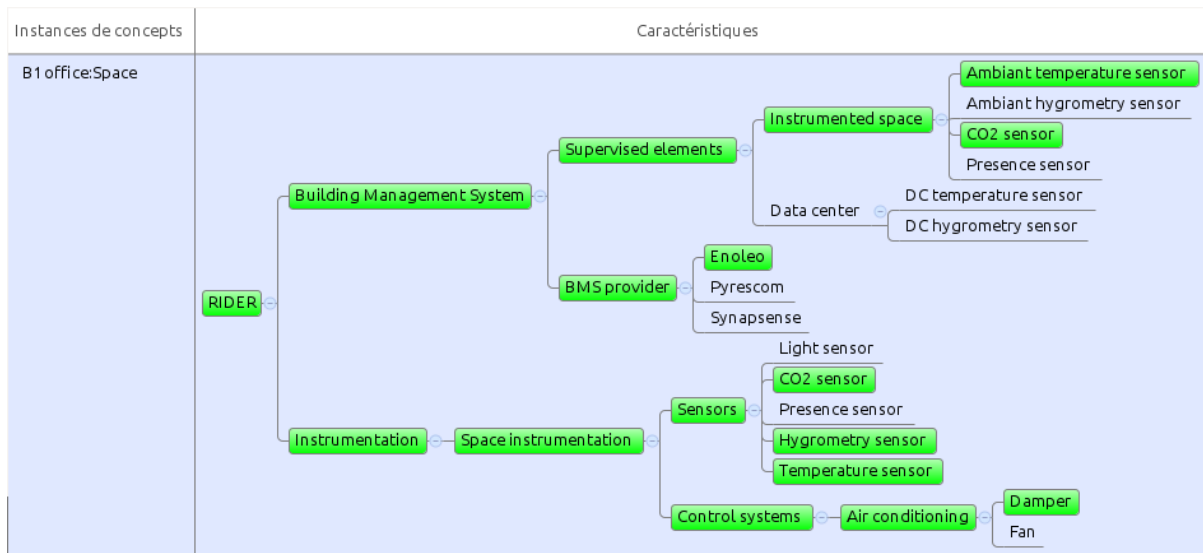 Instances de concepts
Caractéristiques
B1office:Space
Ambiant temperature sensor
Ambiant hygrometry sensor
Instrumented space
CO2 sensor
Supervised elements
Presence sensor
DC temperature sensor
Building Management System
Data center
DC hygrometry sensor
Enoleo
BMS provider
Pyrescom
RIDER
Synapsense
Light sensor
CO2 sensor
Sensors
Presence sensor
Instrumentation
Space instrumentation
Hygrometry sensor
Temperature sensor
Damper
Control systems
Air conditioning
Fan